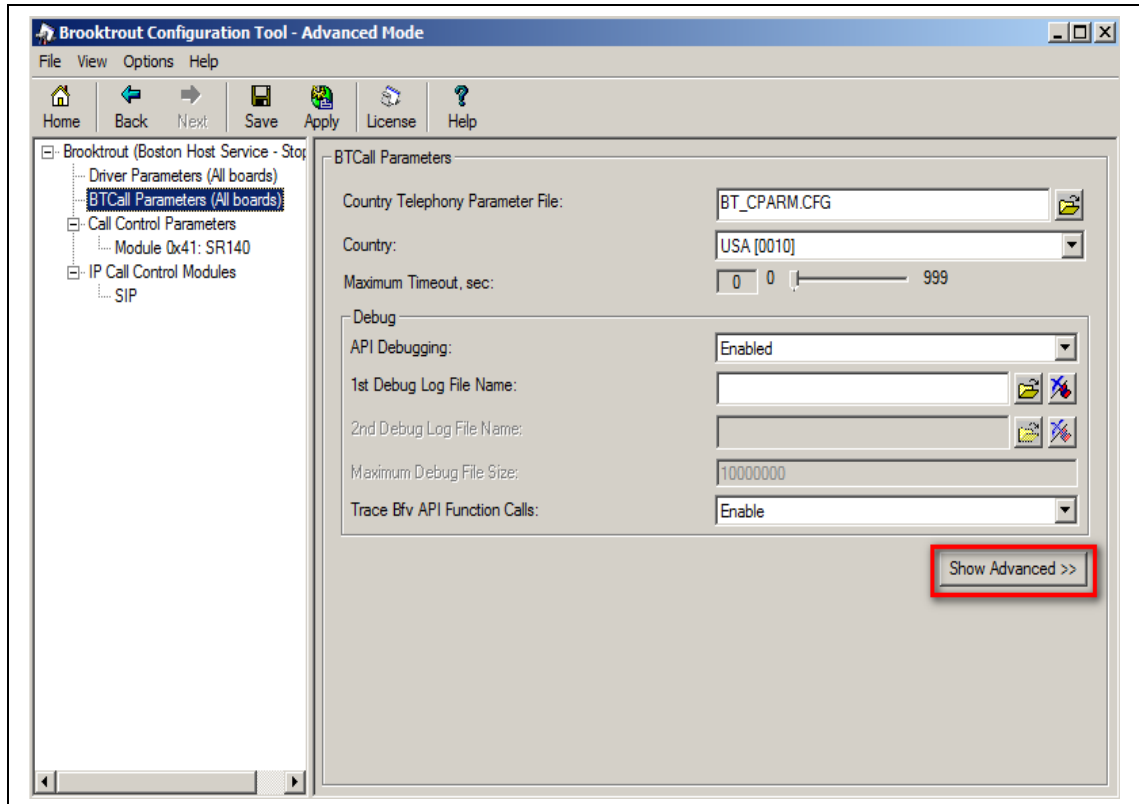 Brooktrout Configuration Tool - Advanced Mode
File View Options Help
Home Back Next Save Apply License Help
Brooktrout (Boston Host Service - Stop
Driver Parameters (All boards)
BTCall Parameters (All boards)
Call Control Parameters
Module 0x41: SR140
IP Call Control Modules
SIP
BTCall Parameters
Country Telephony Parameter File: BT_CPARM.CFG
Country: USA [0010]
Maximum Timeout, sec: 0 0 999
Debug
API Debugging: Enabled
1st Debug Log File Name:
2nd Debug Log File Name:
Maximum Debug File Size: 10000000
Trace Bfv API Function Calls: Enable
Show Advanced >>